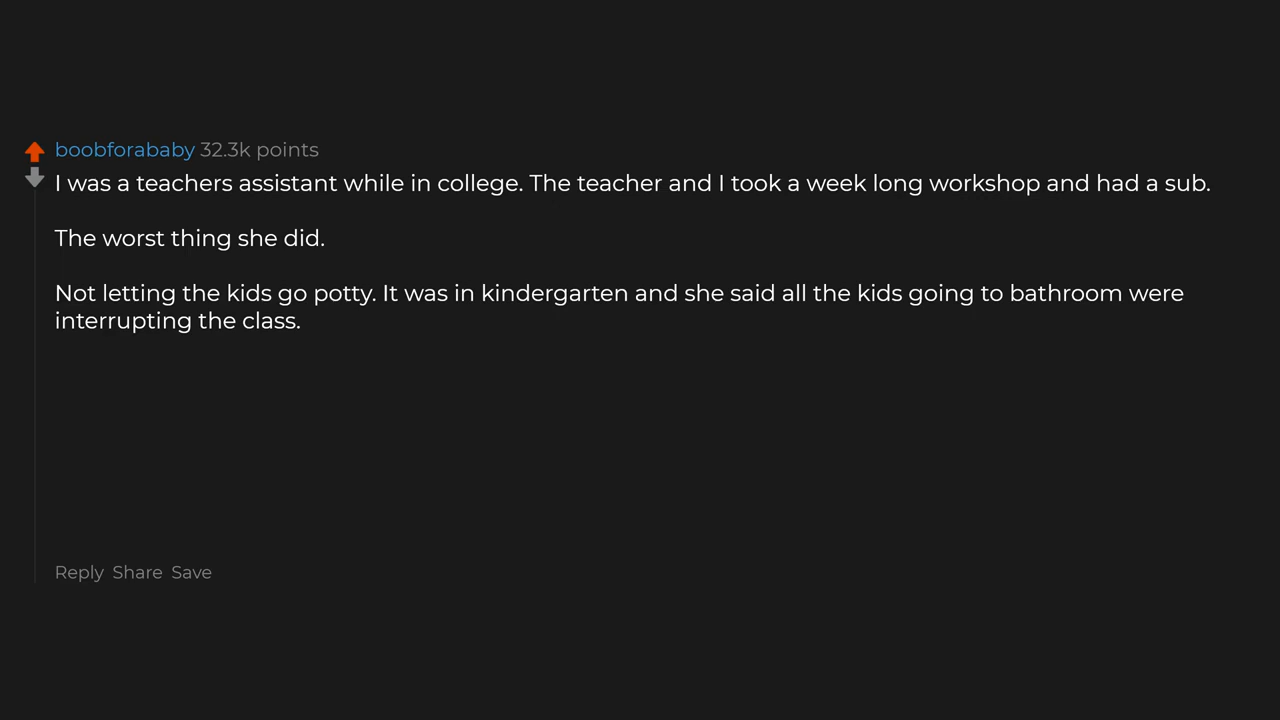 boobforababy 32.3k points
I was a teachers assistant while in college. The teacher and I took a week long workshop and had a sub.
The worst thing she did.
Not letting the kids go potty. It was in kindergarten and she said all the kids going to bathroom were
interrupting the class.
Reply Share Save